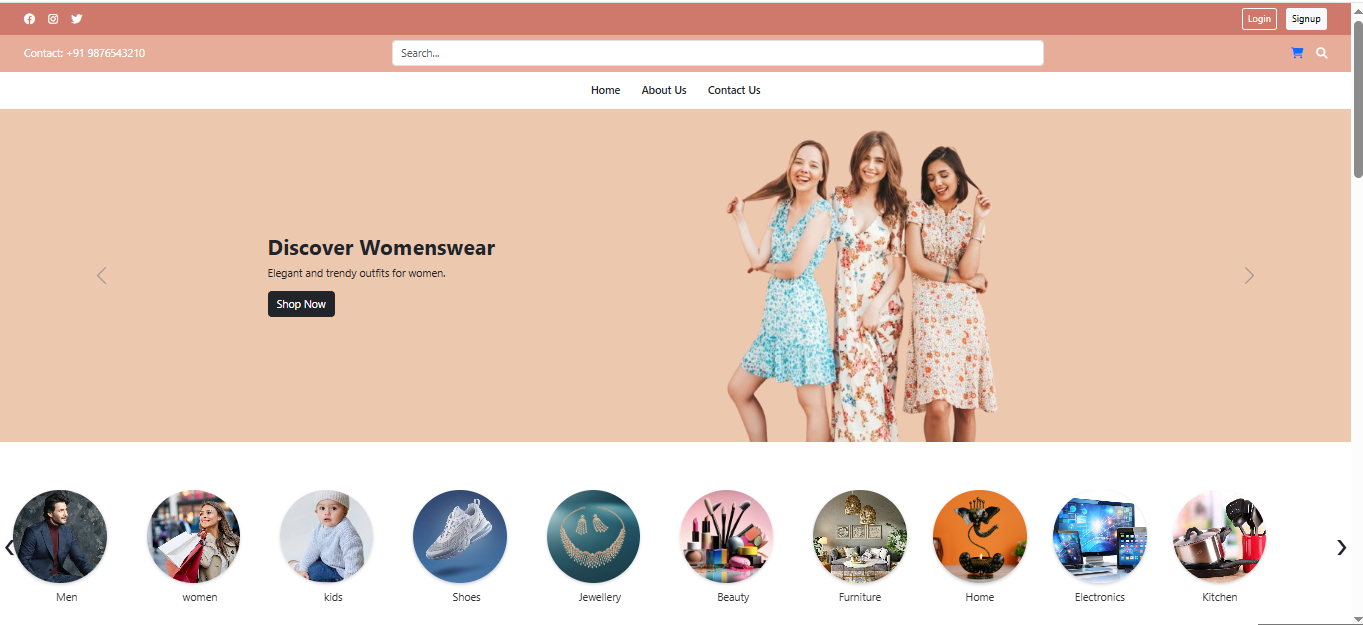 Login Signup
Contact: +91 9876543210 Search...
Home About Us Contact Us
Discover Womenswear
Elegant and trendy outfits for women.
Shop Now
Men women kids Shoes Jewellery Beauty Furniture Home Electronics Kitchen